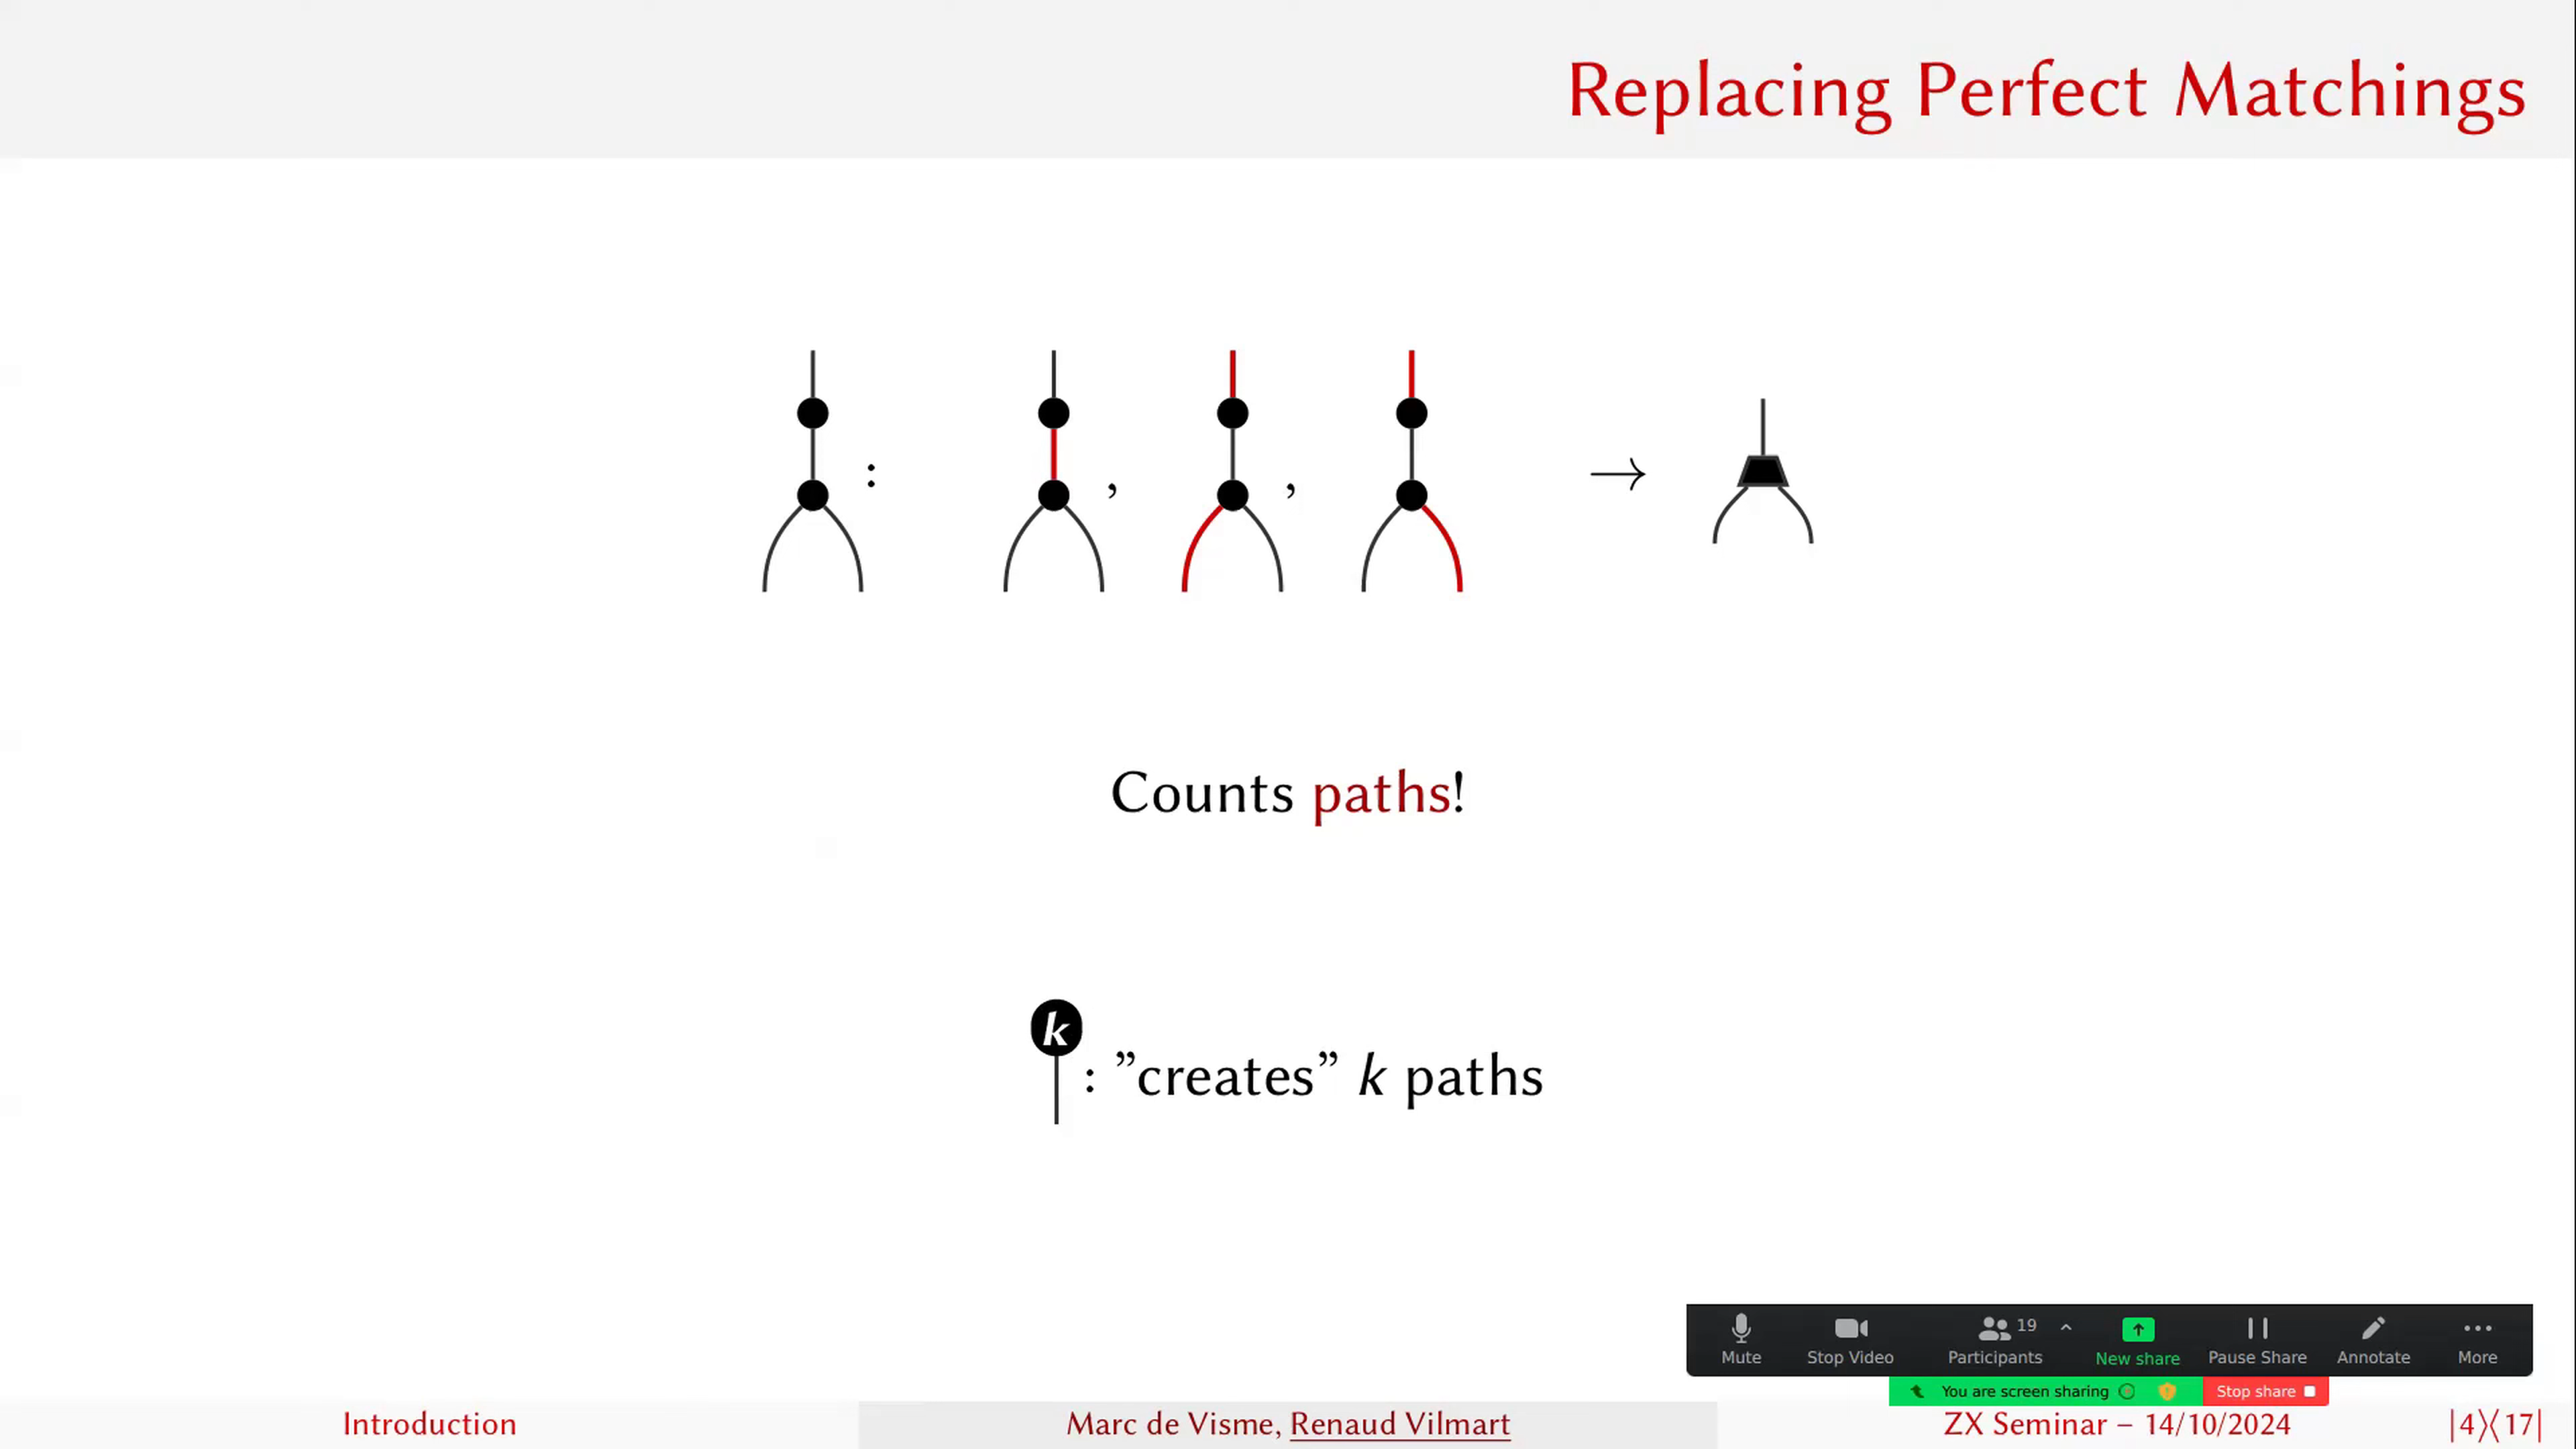 Replacing Perfect Matchings
: , , →
Counts paths!
k : ”creates” k paths
Mute Stop Video Participants 19 New share Pause Share Annotate More
You are screen sharing Stop share
Introduction Marc de Visme, Renaud Vilmart ZX Seminar – 14/10/2024 |4⟩⟨17|